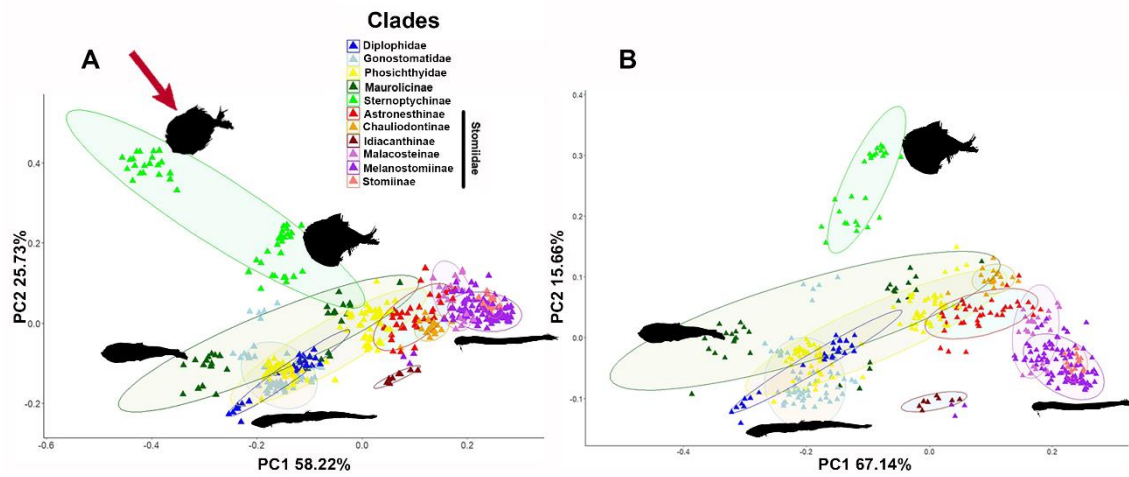 Clades
A
B
Diplophidae
Gonostomatidae
Phosichthyidae
Maurolicinae
Sternoptychinae
Astronesthinae
Chauliodontinae
Idiacanthinae
Malacosteinae
Melanostomiinae
Stomiinae
Stomiidae
PC2 25.73%
0.4
0.2
0.0
-0.2
-0.6
-0.4
-0.2
0.0
0.2
PC1 58.22%
PC2 15.66%
0.4
0.3
0.2
0.1
0.0
-0.1
-0.4
-0.2
0.0
0.2
PC1 67.14%